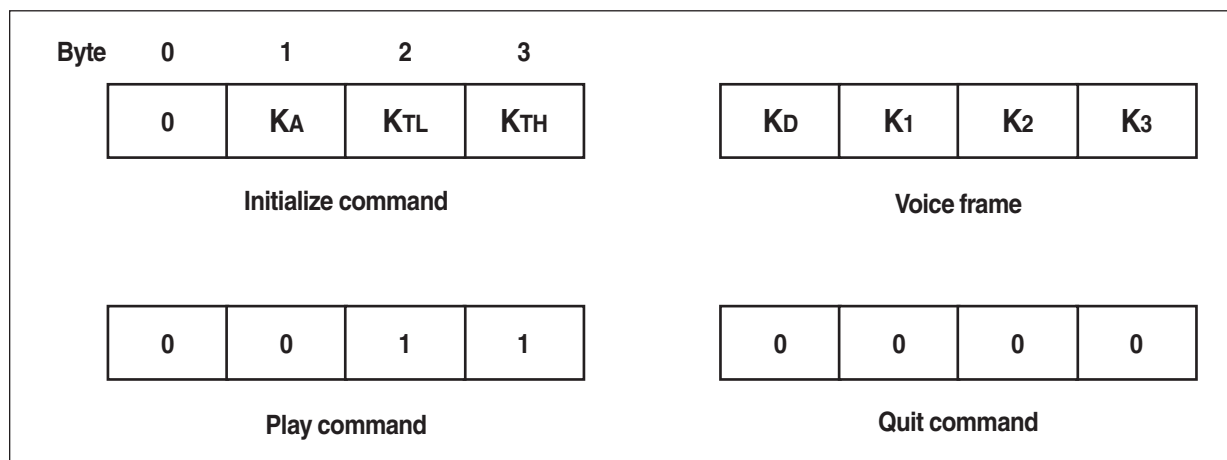 Byte 0 1 2 3
0 KA KTL KTH
KD K1 K2 K3
Initialize command
Voice frame
0 0 1 1
0 0 0 0
Play command
Quit command